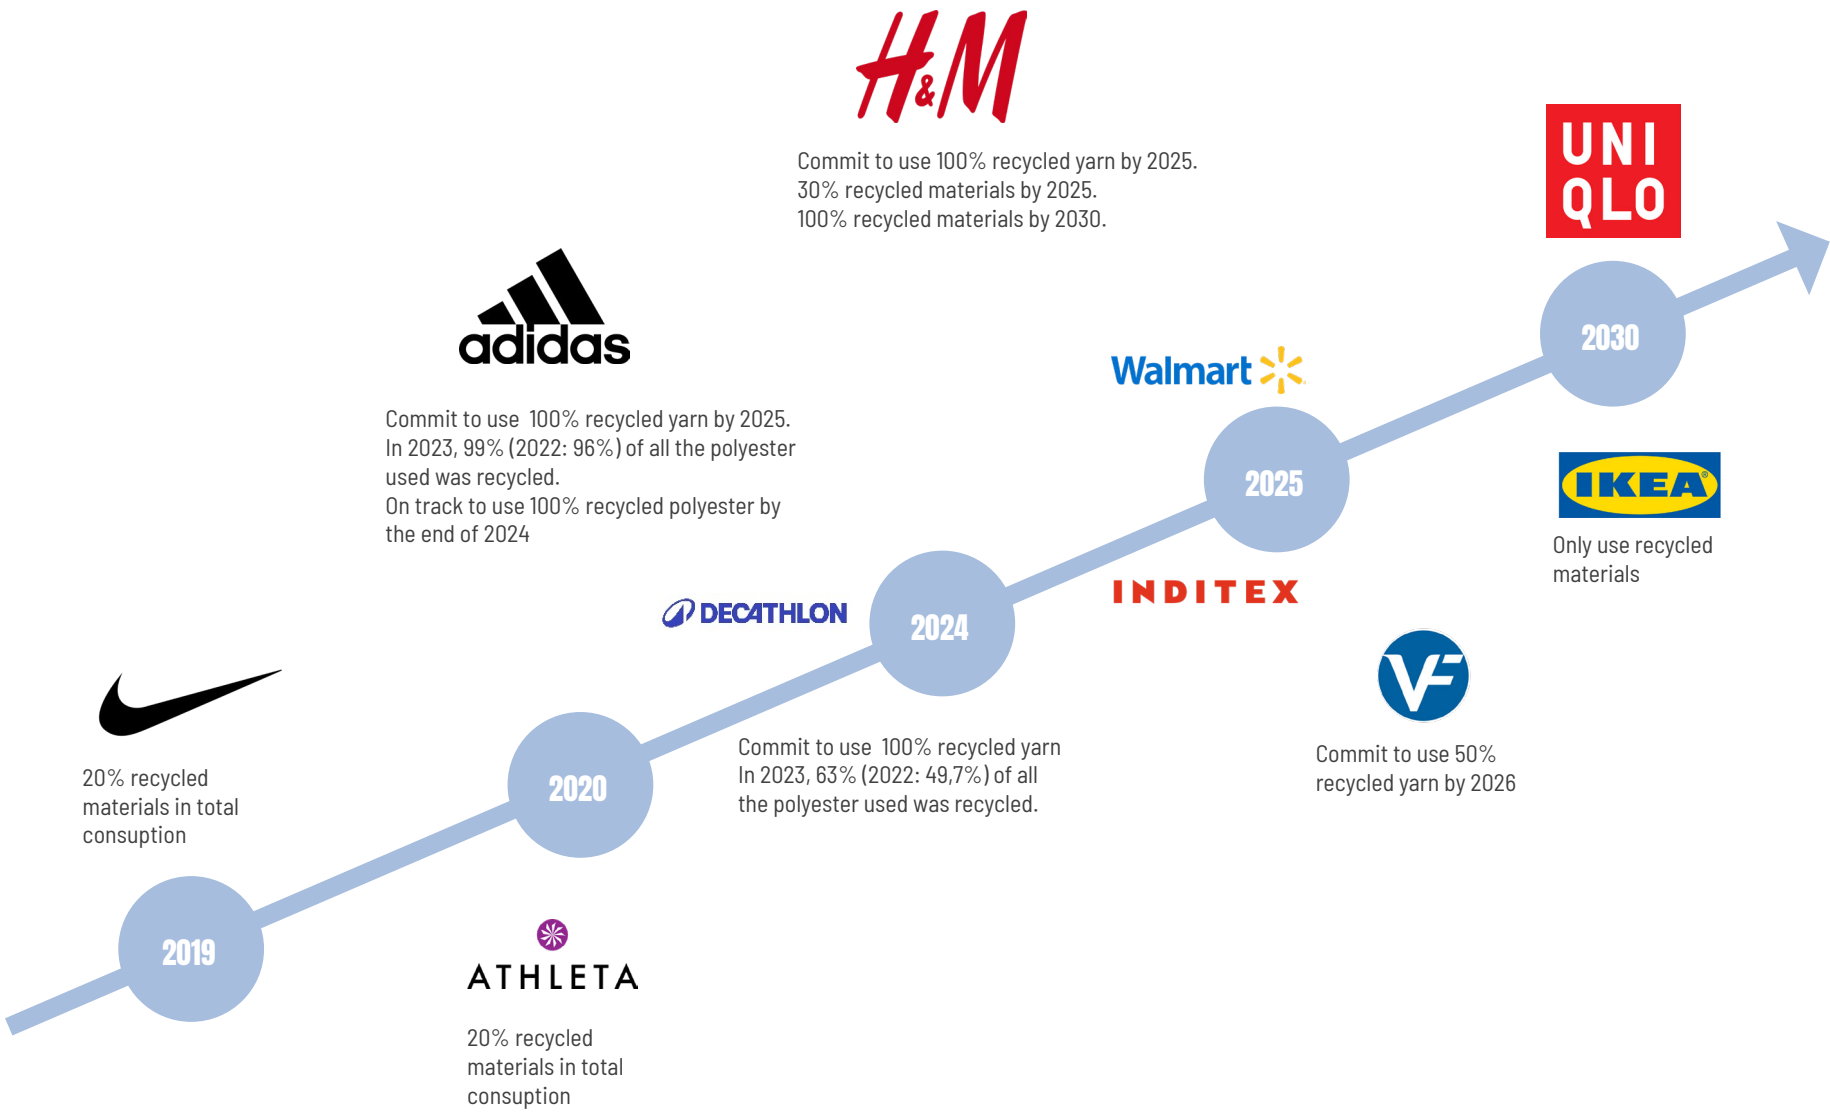 H&M
Commit to use 100% recycled yarn by 2025.
30% recycled materials by 2025.
100% recycled materials by 2030.
UNI
QLO
adidas
Commit to use  100% recycled yarn by 2025.
In 2023, 99% (2022: 96%) of all the polyester
used was recycled.
On track to use 100% recycled polyester by
the end of 2024
2030
Walmart
2025
IKEA®
Only use recycled
materials
DECATHLON
2024
INDITEX
VF
Commit to use 50%
recycled yarn by 2026
20% recycled
materials in total
consuption
2020
Commit to use  100% recycled yarn
In 2023, 63% (2022: 49,7%) of all
the polyester used was recycled.
2019
ATHLETA
20% recycled
materials in total
consuption